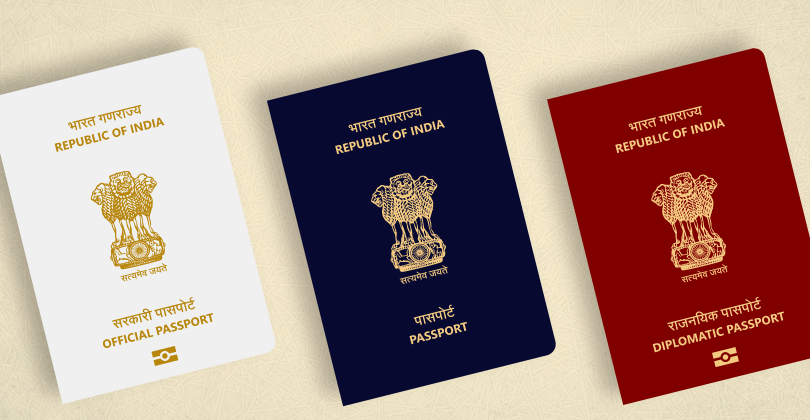 भारत गणराज्य
REPUBLIC OF INDIA
सत्यमेव जयते
सरकारी पासपोर्ट
OFFICIAL PASSPORT
भारत गणराज्य
REPUBLIC OF INDIA
सत्यमेव जयते
पासपोर्ट
PASSPORT
भारत गणराज्य
REPUBLIC OF INDIA
सत्यमेव जयते
राजनयिक पासपोर्ट
DIPLOMATIC PASSPORT